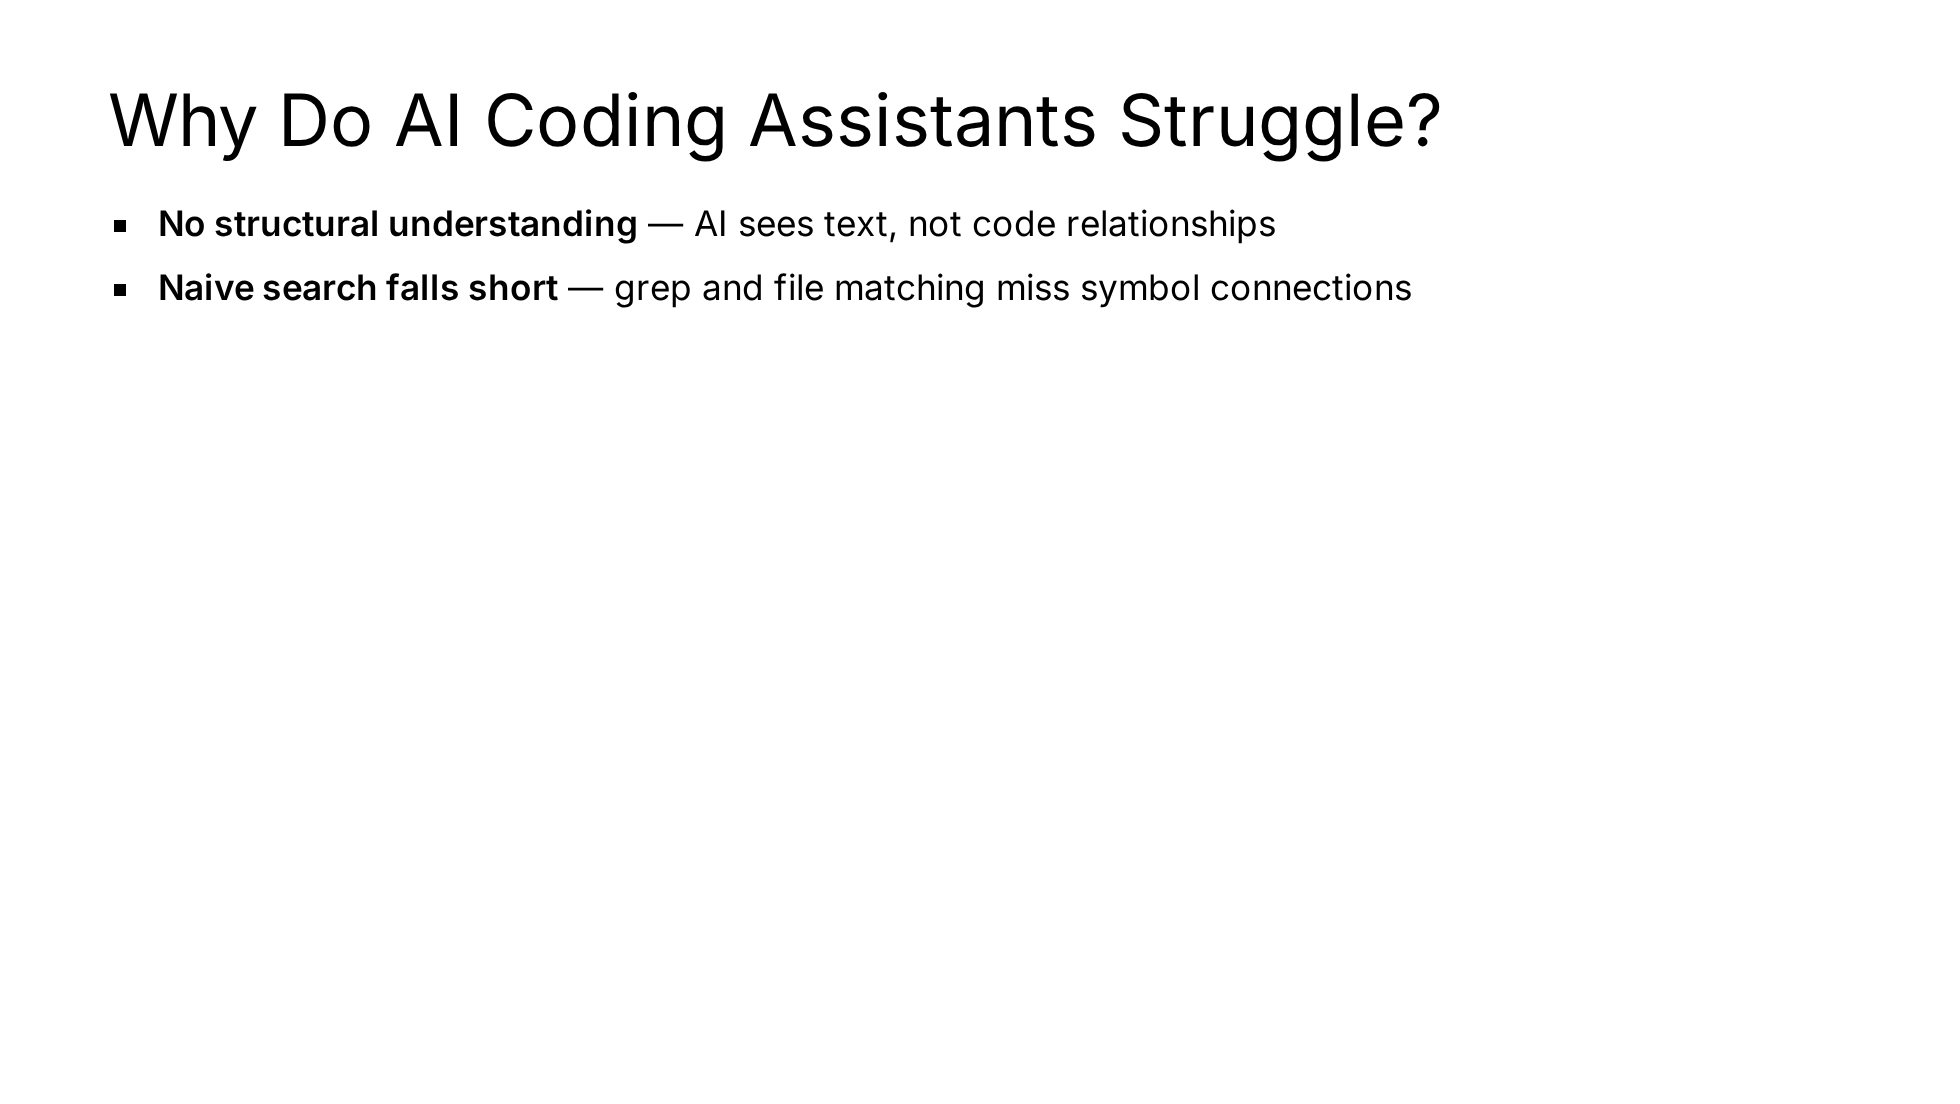 Why Do AI Coding Assistants Struggle?
▪ No structural understanding — AI sees text, not code relationships
▪ Naive search falls short — grep and file matching miss symbol connections